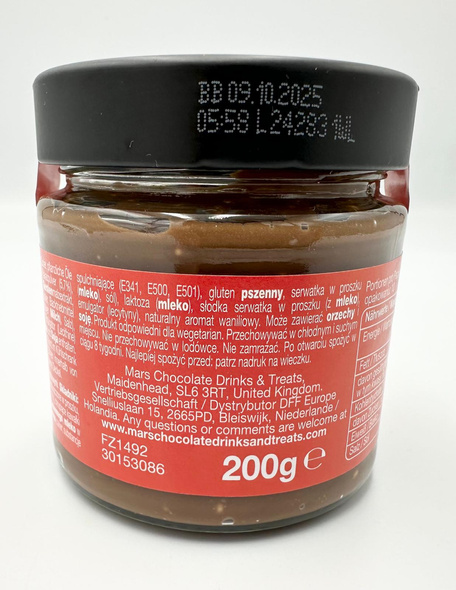 BB 09.10.2025
05:58 L24283
spulchniające (E341, E500, E501), gluten pszenny, serwatka w proszku
mleko), sól), laktoza (mleko), słodka serwatka w proszku (z mleko)
emulgator (lecytyny), naturalny aromat waniliowy. Może zawierać orzechy i
soję. Produkt odpowiedni dla wegetarian. Przechowywać w chłodnym i suchym
miejscu. Nie przechowywać w lodówce. Nie zamrażać. Po otwarciu spożyć w
ciągu 8 tygodni. Najlepiej spożyć przed: patrz nadruk na wieczku.
Mars Chocolate Drinks & Treats,
Maidenhead, SL6 3RT, United Kingdom.
Vertriebsgesellschaft / Dystrybutor DFF Europe
Snelliuslaan 15, 2665PD, Bleiswijk, Niederlande /
Holandia. Any questions or comments are welcome at
www.marschocolatedrinksandtreats.com
FZ1492
30153086
200g e